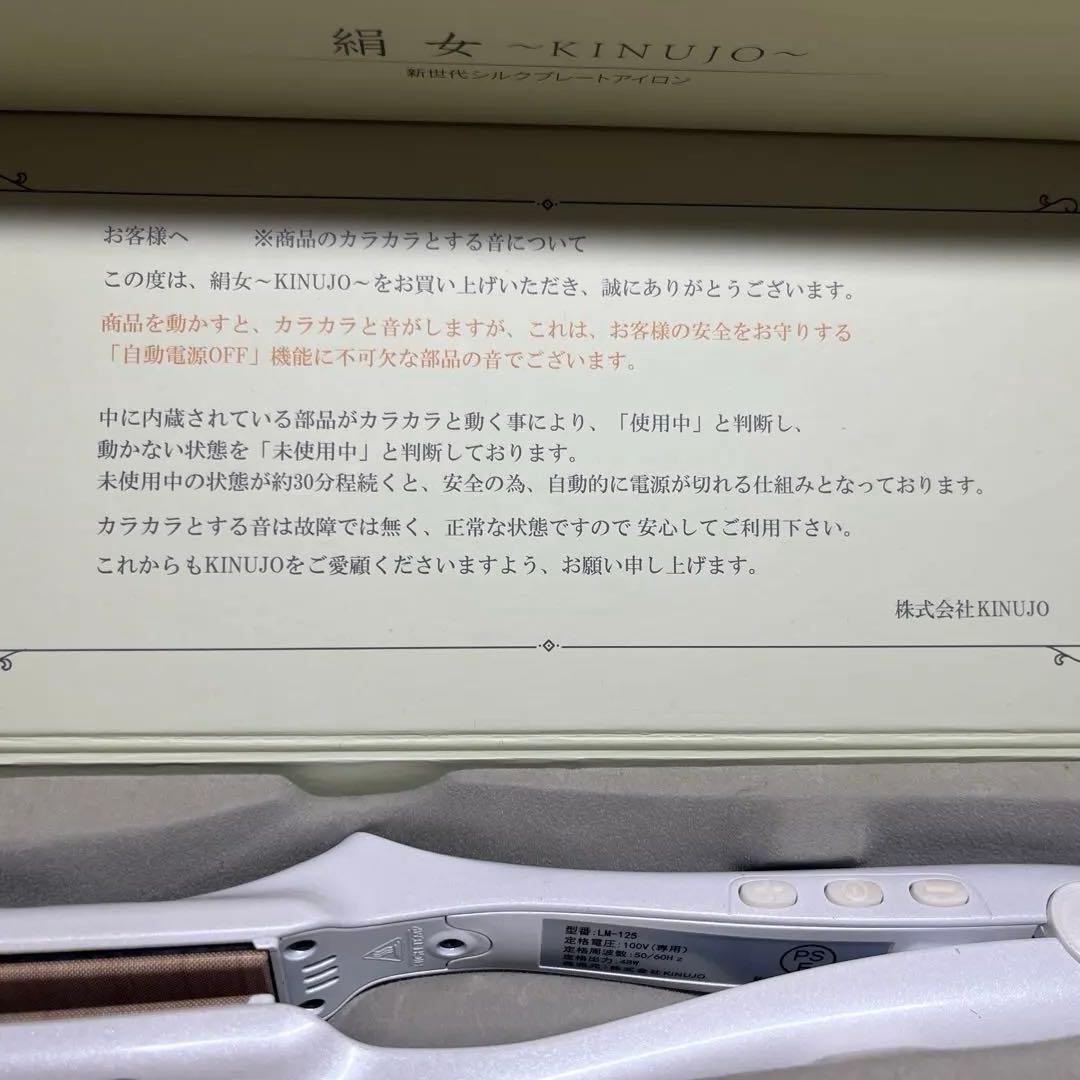 絹女 ~KINUJO~
新世代シルクプレートアイロン
お客様へ ※商品のカラカラとする音について
この度は、絹女~KINUJO~をお買い上げいただき、誠にありがとうございます。
商品を動かすと、カラカラと音がしますが、これは、お客様の安全をお守りする
「自動電源OFF」機能に不可欠な部品の音でございます。
中に内蔵されている部品がカラカラと動く事により、「使用中」と判断し、
動かない状態を「未使用中」と判断しております。
未使用中の状態が約30分程続くと、安全の為、自動的に電源が切れる仕組みとなっております。
カラカラとする音は故障では無く、正常な状態ですので 安心してご利用下さい。
これからもKINUJOをご愛顧くださいますよう、お願い申し上げます。
株式会社KINUJO
型番:LM-125
定格電圧:100V(専用)
定格周波数:50/60Hz
定格出力:48W
株式会社KINUJO
PS
E